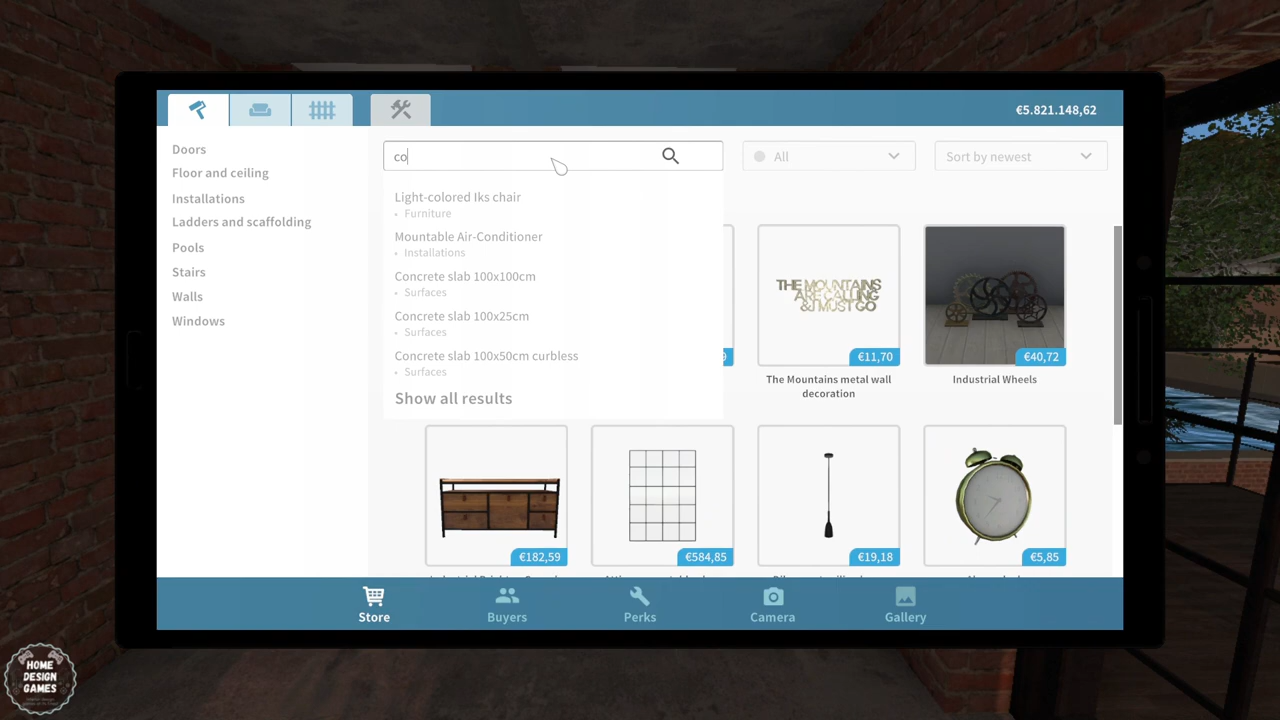 €5.821.148,62
Doors
Floor and ceiling
Installations
Ladders and scaffolding
Pools
Stairs
Walls
Windows
co
All
Sort by newest
Light-colored Iks chair
• Furniture
Mountable Air-Conditioner
• Installations
Concrete slab 100x100cm
• Surfaces
Concrete slab 100x25cm
• Surfaces
Concrete slab 100x50cm curbless
• Surfaces
Show all results
THE MOUNTAINS
ARE CALLING
& I MUST GO
€11,70
€40,72
The Mountains metal wall
decoration
Industrial Wheels
€182,59
€584,85
€19,18
€5,85
Store
Buyers
Perks
Camera
Gallery
HOME
DESIGN
GAMES